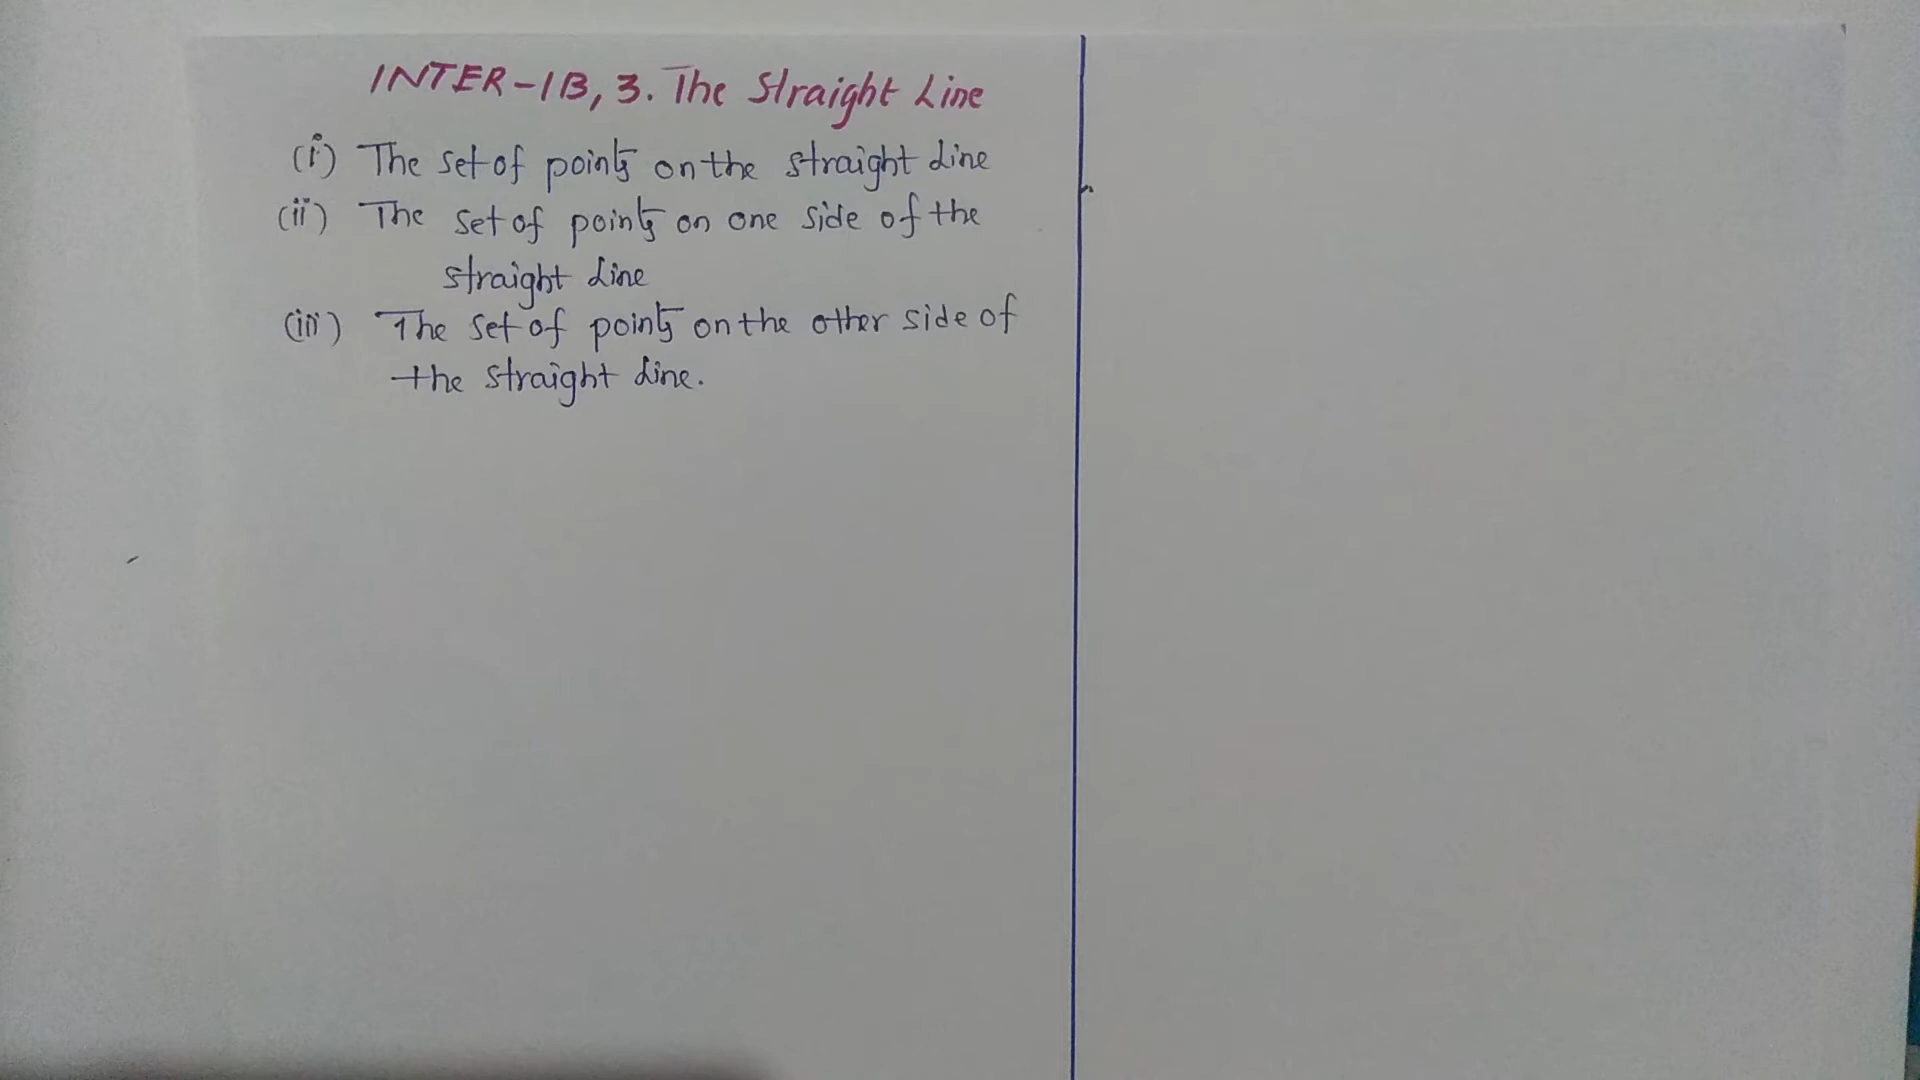 INTER-1B, 3. The Straight Line
(i) The set of points on the straight line
(ii) The set of points on one side of the
straight line
(iii) The set of points on the other side of
the straight line.